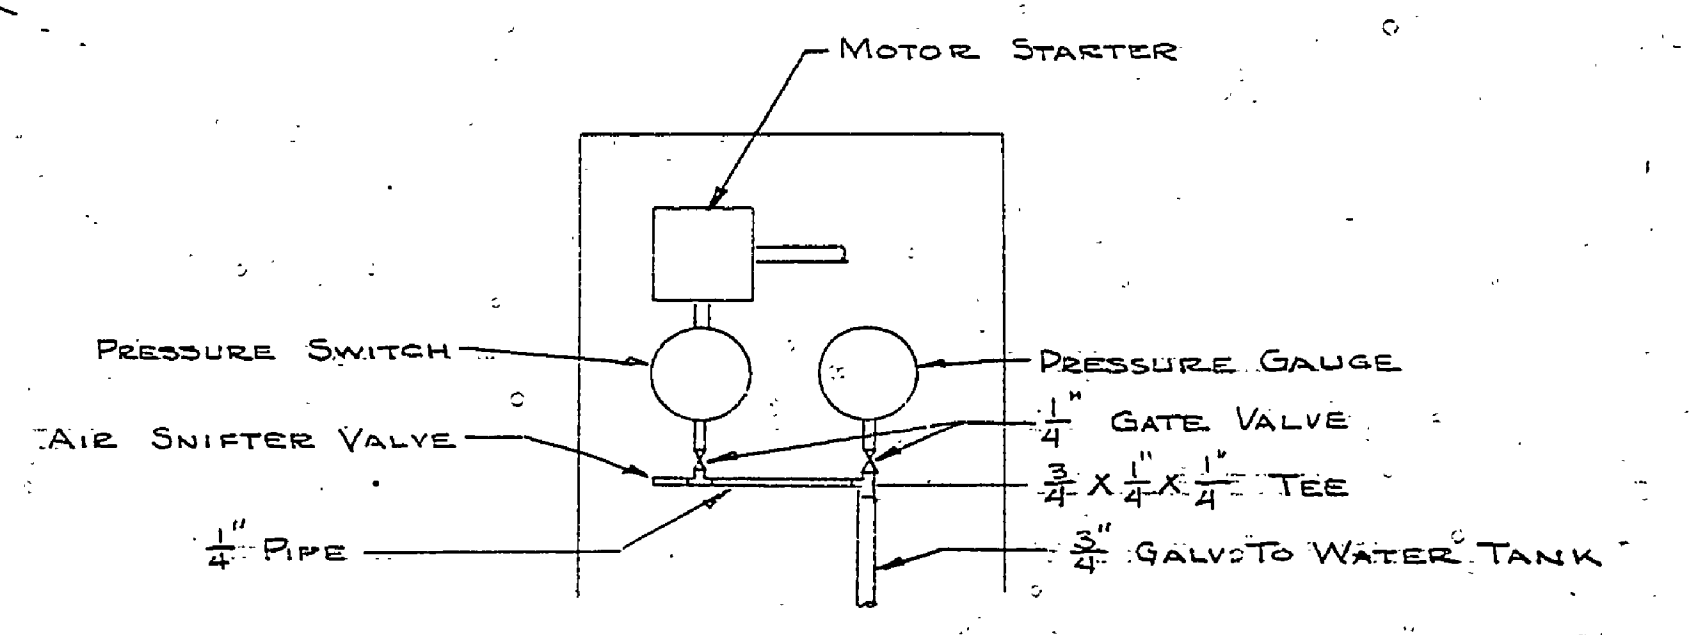 MOTOR STARTER
PRESSURE SWITCH
PRESSURE GAUGE
1/4" GATE VALVE
AIR SNIFTER VALVE
3/4 X 1/4" X 1/4" TEE
1/4" PIPE
3/4" GALV. TO WATER TANK